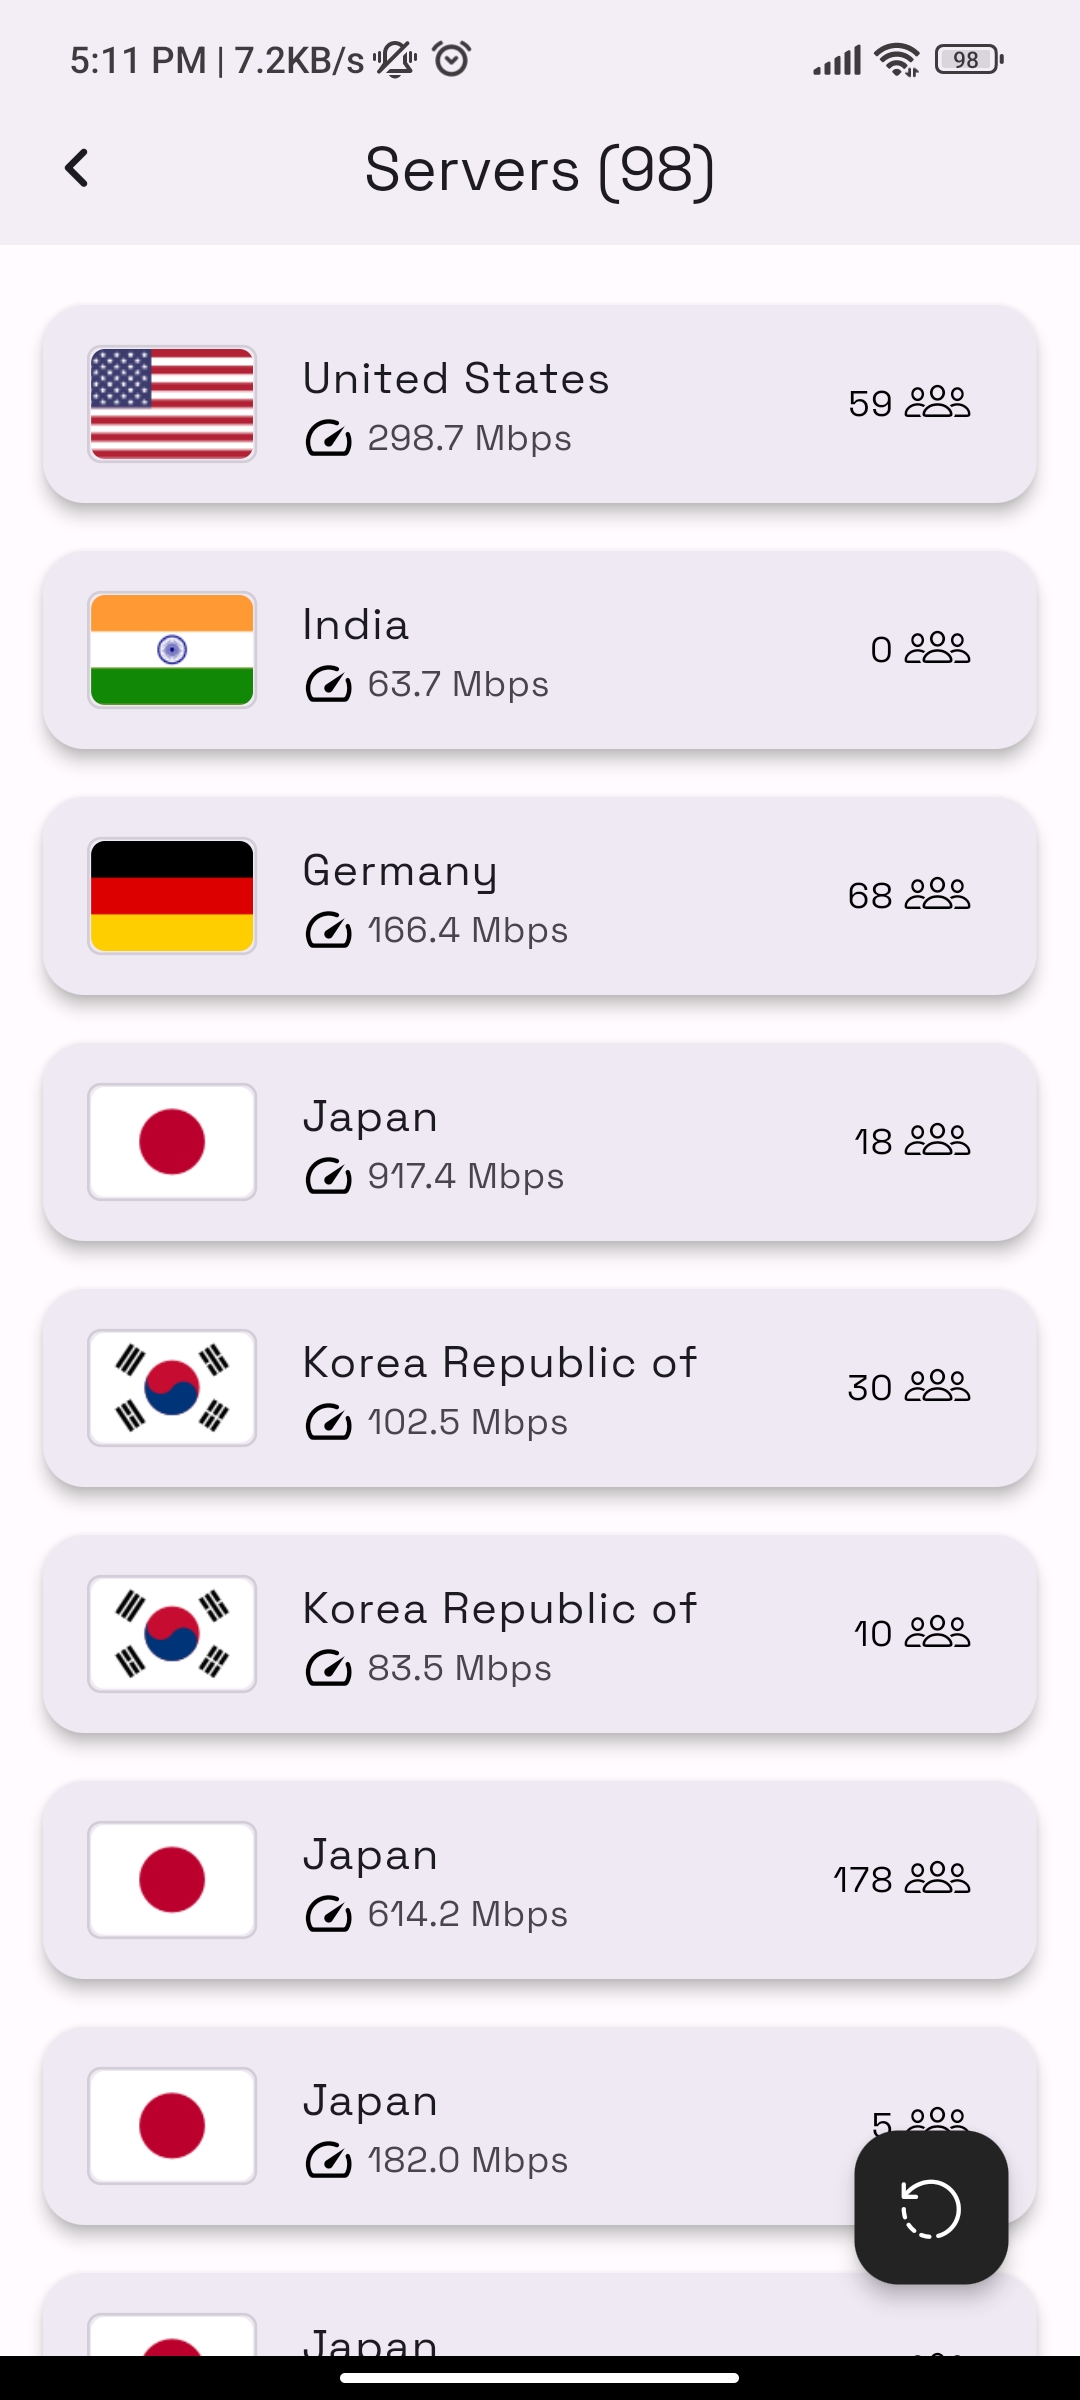 5:11 PM | 7.2KB/s
98
Servers (98)
United States
298.7 Mbps
59
India
63.7 Mbps
0
Germany
166.4 Mbps
68
Japan
917.4 Mbps
18
Korea Republic of
102.5 Mbps
30
Korea Republic of
83.5 Mbps
10
Japan
614.2 Mbps
178
Japan
182.0 Mbps
5
Japan